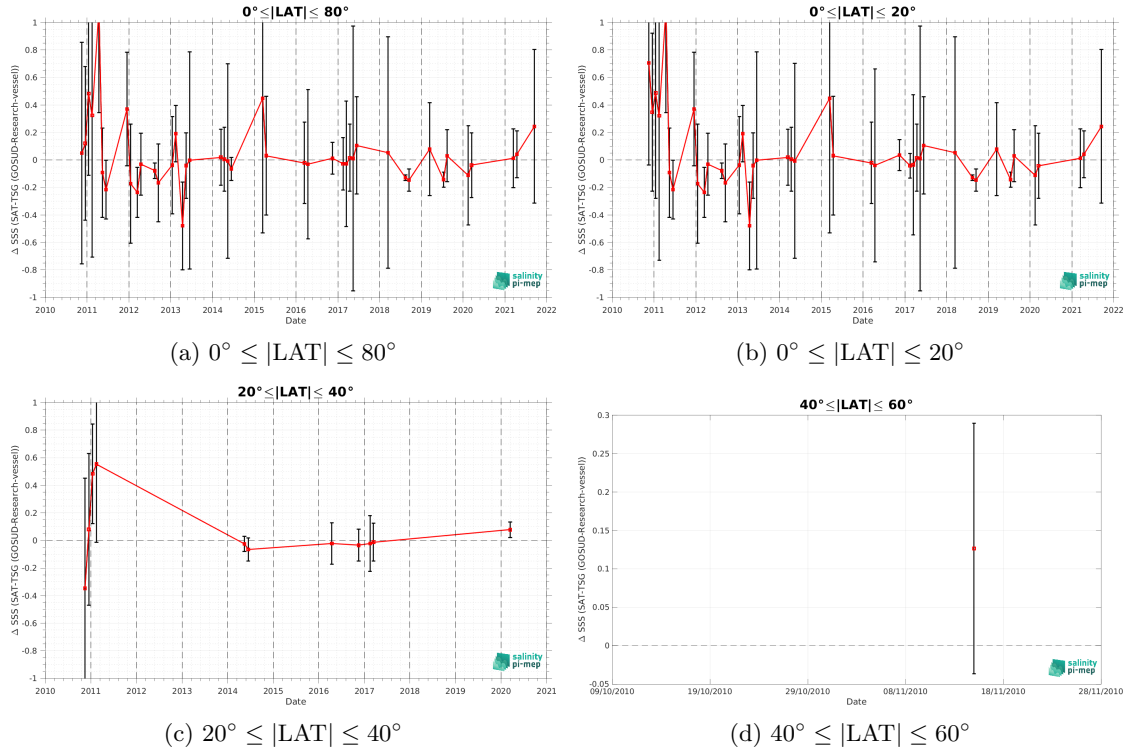 0°≤|LAT|≤ 80°
Δ SSS (SAT-TSG (GOSUD-Research-vessel))
1
0.8
0.6
0.4
0.2
0
-0.2
-0.4
-0.6
-0.8
-1
2010 2011 2012 2013 2014 2015 2016 2017 2018 2019 2020 2021 2022
Date
salinity
pi-mep
(a) 0° ≤ |LAT| ≤ 80°
0°≤|LAT|≤ 20°
Δ SSS (SAT-TSG (GOSUD-Research-vessel))
1
0.8
0.6
0.4
0.2
0
-0.2
-0.4
-0.6
-0.8
-1
2010 2011 2012 2013 2014 2015 2016 2017 2018 2019 2020 2021 2022
Date
salinity
pi-mep
(b) 0° ≤ |LAT| ≤ 20°
20°≤|LAT|≤ 40°
Δ SSS (SAT-TSG (GOSUD-Research-vessel))
1
0.8
0.6
0.4
0.2
0
-0.2
-0.4
-0.6
-0.8
-1
2010 2011 2012 2013 2014 2015 2016 2017 2018 2019 2020 2021
Date
salinity
pi-mep
(c) 20° ≤ |LAT| ≤ 40°
40°≤|LAT|≤ 60°
Δ SSS (SAT-TSG (GOSUD-Research-vessel))
0.3
0.25
0.2
0.15
0.1
0.05
0
-0.05
09/10/2010 19/10/2010 29/10/2010 08/11/2010 18/11/2010 28/11/2010
Date
salinity
pi-mep
(d) 40° ≤ |LAT| ≤ 60°